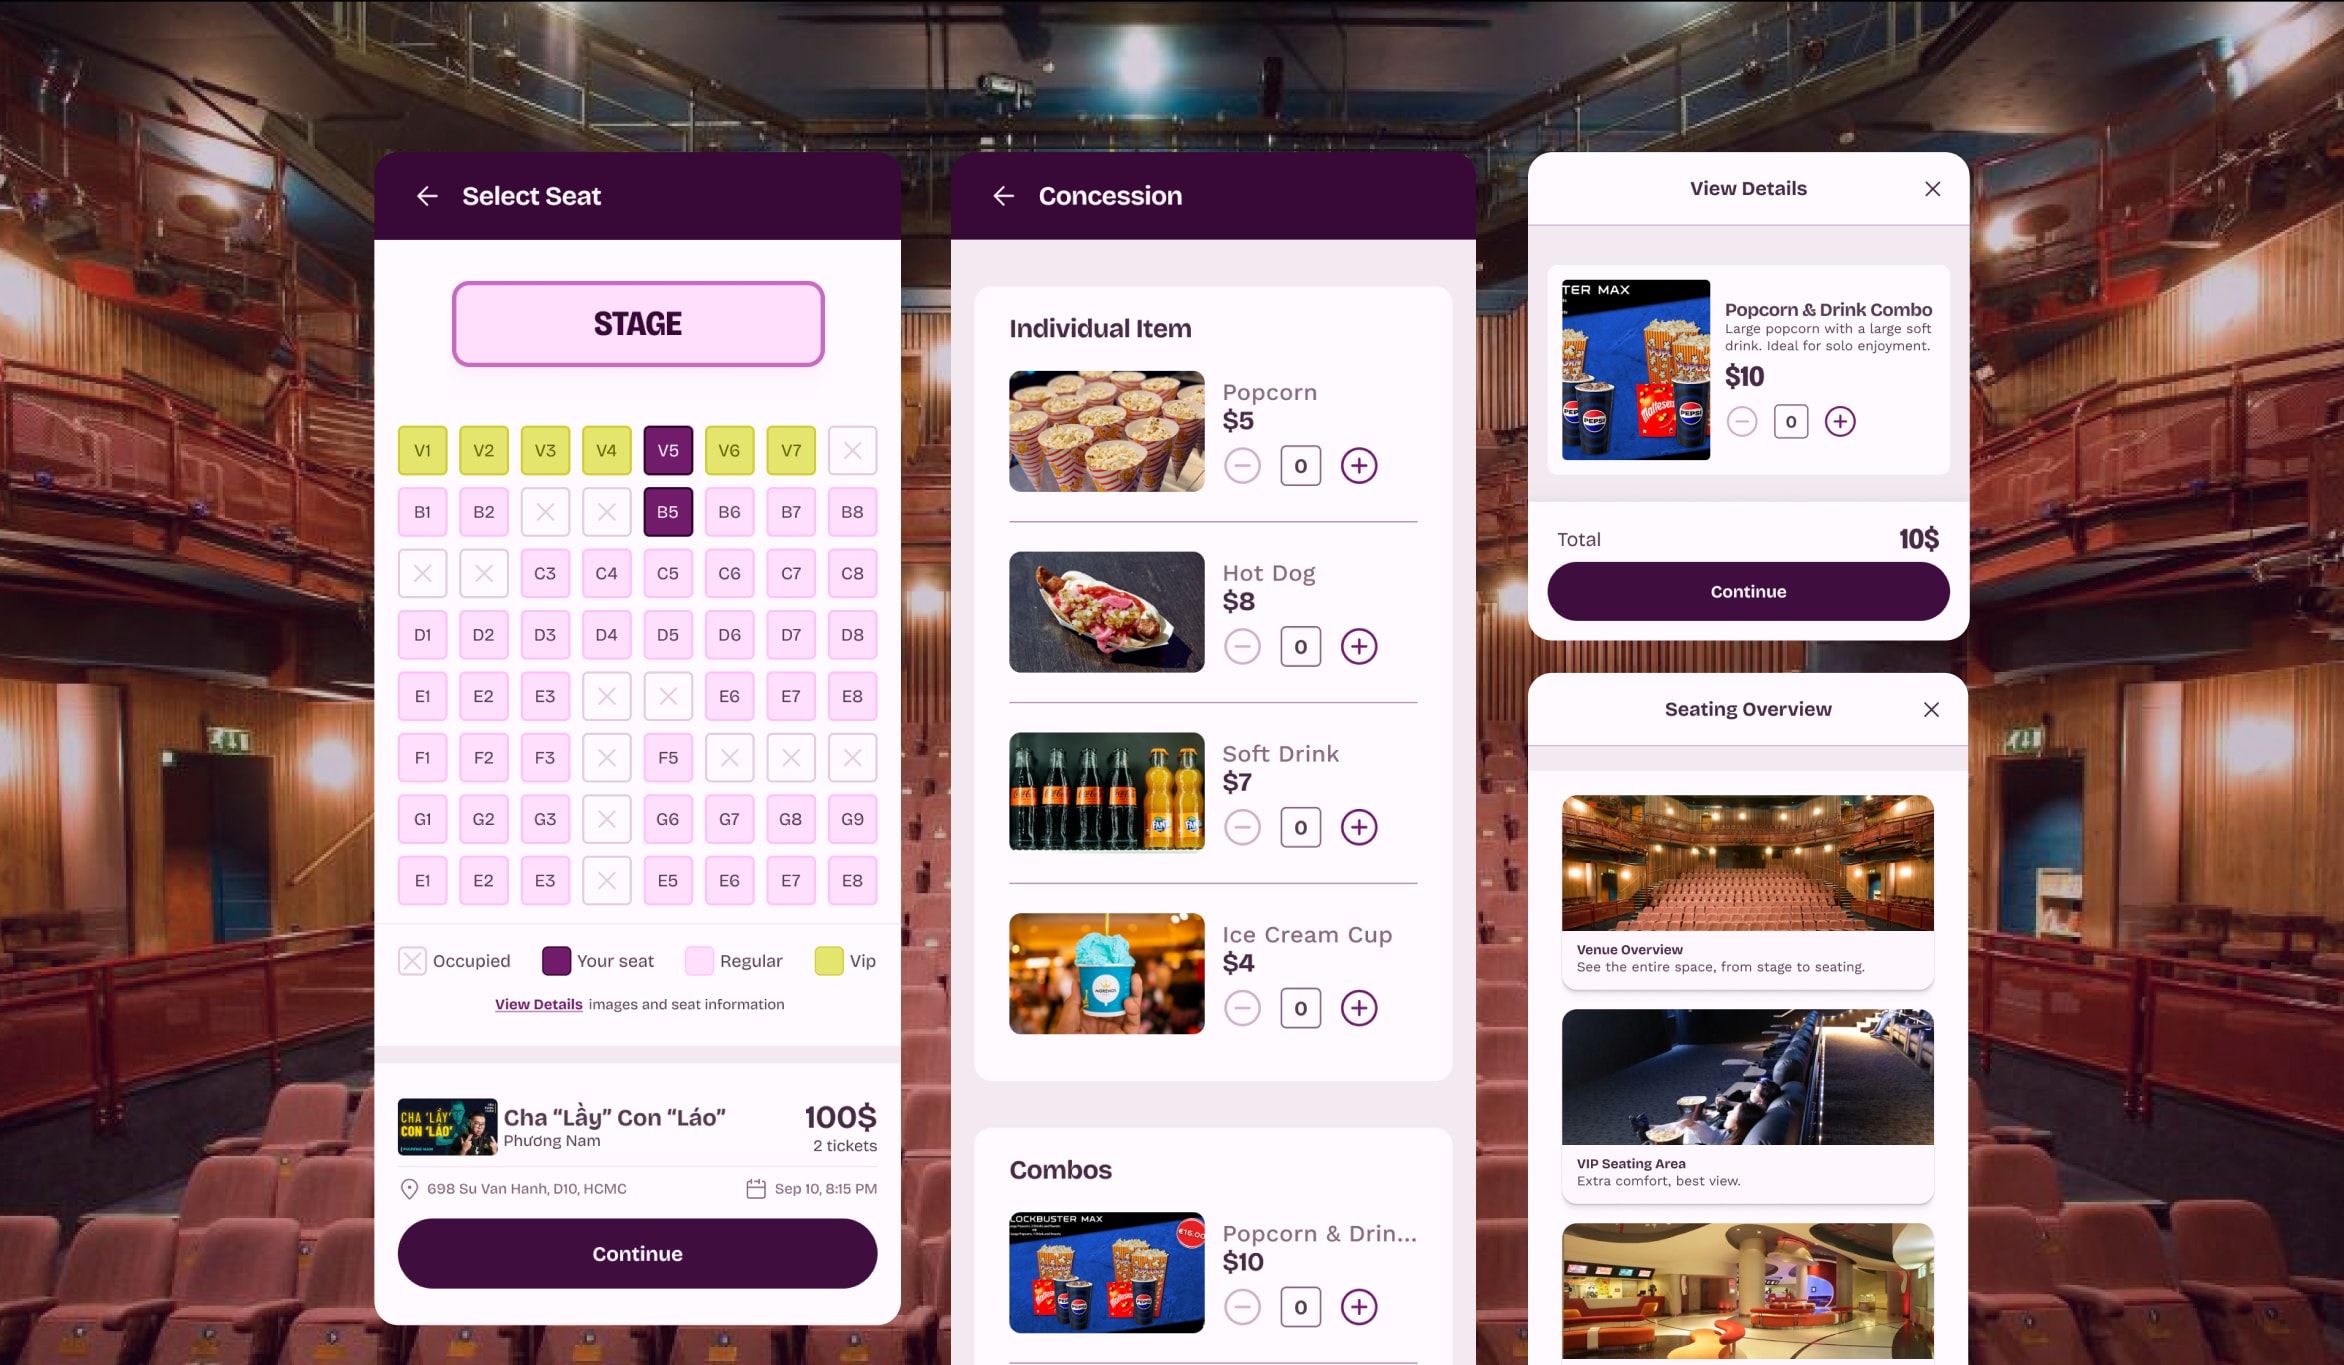 Select Seat
STAGE
V1 V2 V3 V4 V5 V6 V7
B1 B2 B5 B6 B7 B8
C3 C4 C5 C6 C7 C8
D1 D2 D3 D4 D5 D6 D7 D8
E1 E2 E3 E6 E7 E8
F1 F2 F3 F5
G1 G2 G3 G6 G7 G8 G9
E1 E2 E3 E5 E6 E7 E8
Occupied Your seat Regular Vip
View Details images and seat information
CHA ‘LẦY’
CON ‘LÁO’
PHƯƠNG NAM
Cha “Lầy” Con “Láo”
Phương Nam
100$
2 tickets
698 Su Van Hanh, D10, HCMC
Sep 10, 8:15 PM
Continue
Concession
Individual Item
Popcorn
$5
0
Hot Dog
$8
0
Soft Drink
$7
0
Ice Cream Cup
$4
0
Combos
LOCKBUSTER MAX
€16.00
PEPSI
Popcorn & Drin...
$10
0
View Details
TER MAX
Maltesers
PEPSI
PEPSI
Popcorn & Drink Combo
Large popcorn with a large soft
drink. Ideal for solo enjoyment.
$10
0
Total 10$
Continue
Seating Overview
Venue Overview
See the entire space, from stage to seating.
VIP Seating Area
Extra comfort, best view.